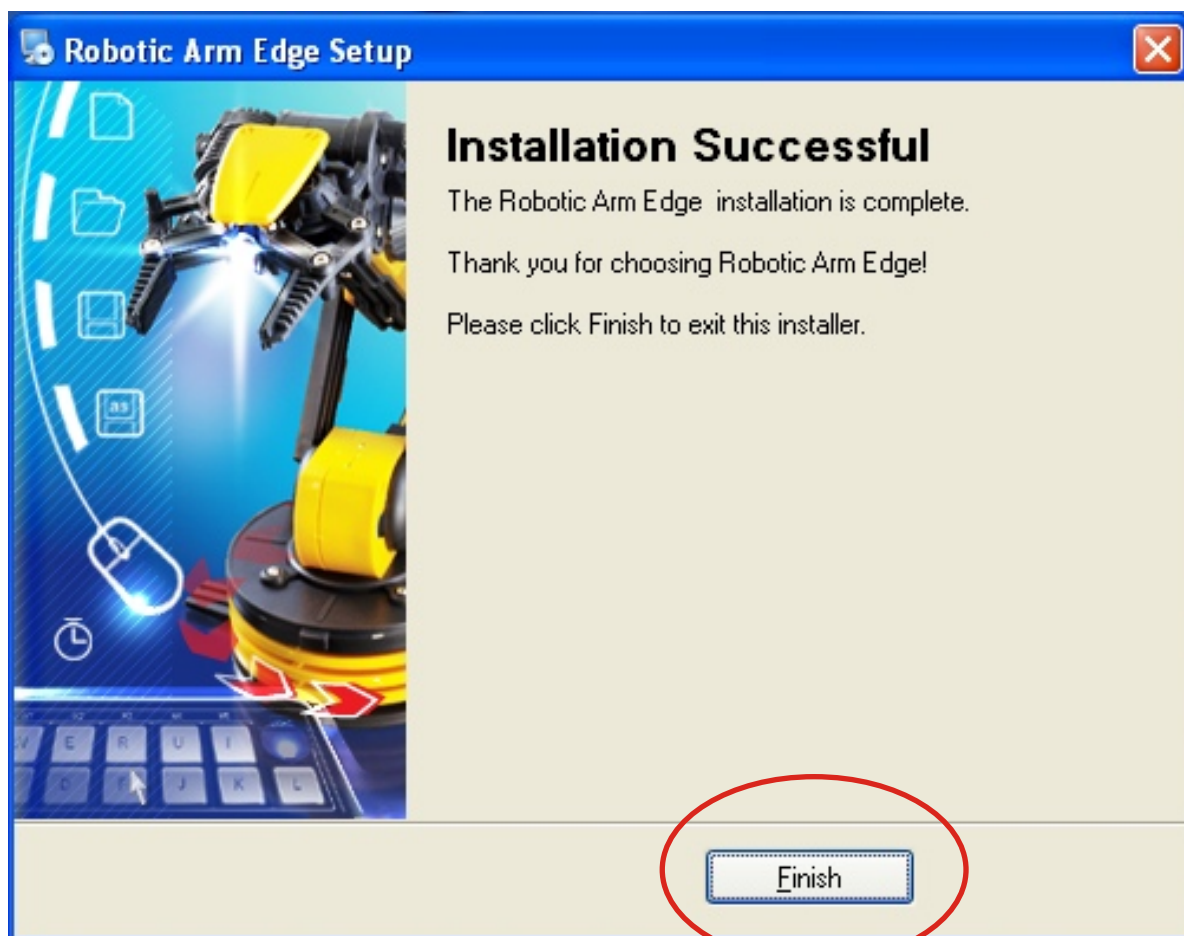 Robotic Arm Edge Setup
Installation Successful
The Robotic Arm Edge  installation is complete.
Thank you for choosing Robotic Arm Edge!
Please click Finish to exit this installer.
as
E R U I
J K L
Finish